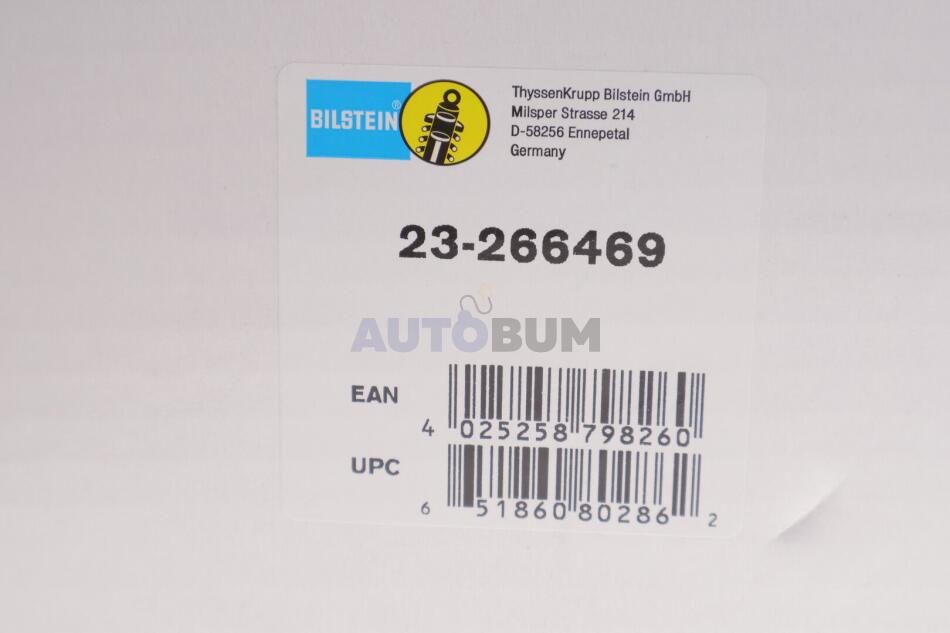 BILSTEIN®
ThyssenKrupp Bilstein GmbH
Milsper Strasse 214
D-58256 Ennepetal
Germany
23-266469
AUTOBUM
EAN
4 025258 798260
UPC
6 51860 80286 2